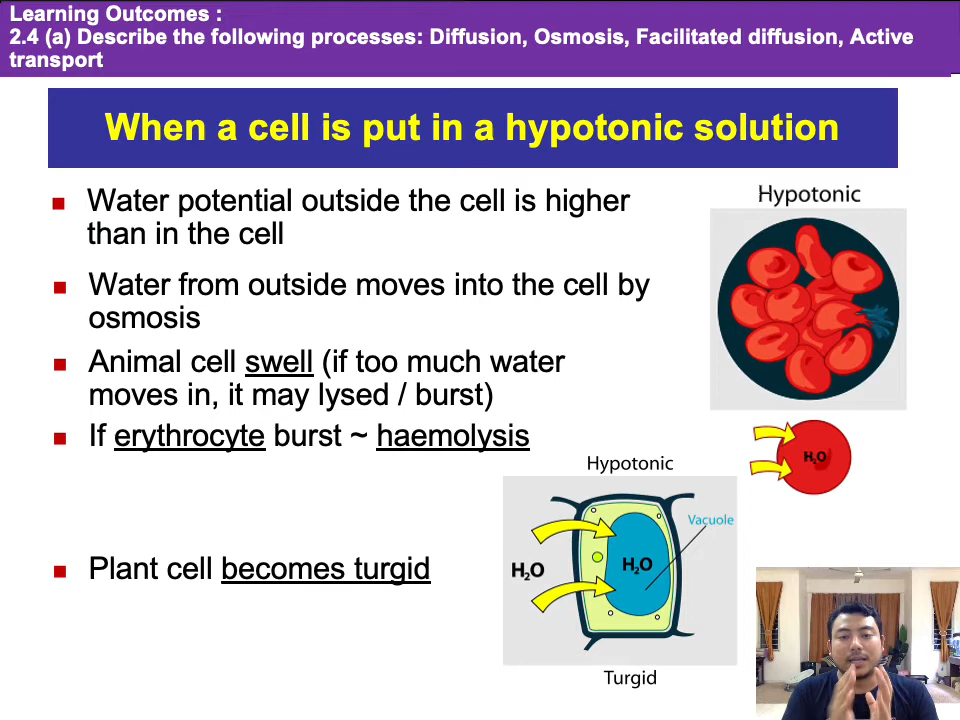 Learning Outcomes :
2.4 (a) Describe the following processes: Diffusion, Osmosis, Facilitated diffusion, Active
transport
When a cell is put in a hypotonic solution
Water potential outside the cell is higher
than in the cell
Water from outside moves into the cell by
osmosis
Animal cell swell (if too much water
moves in, it may lysed / burst)
If erythrocyte burst ~ haemolysis
Plant cell becomes turgid
Hypotonic
H₂O
Hypotonic
Vacuole
H₂O
H₂O
Turgid